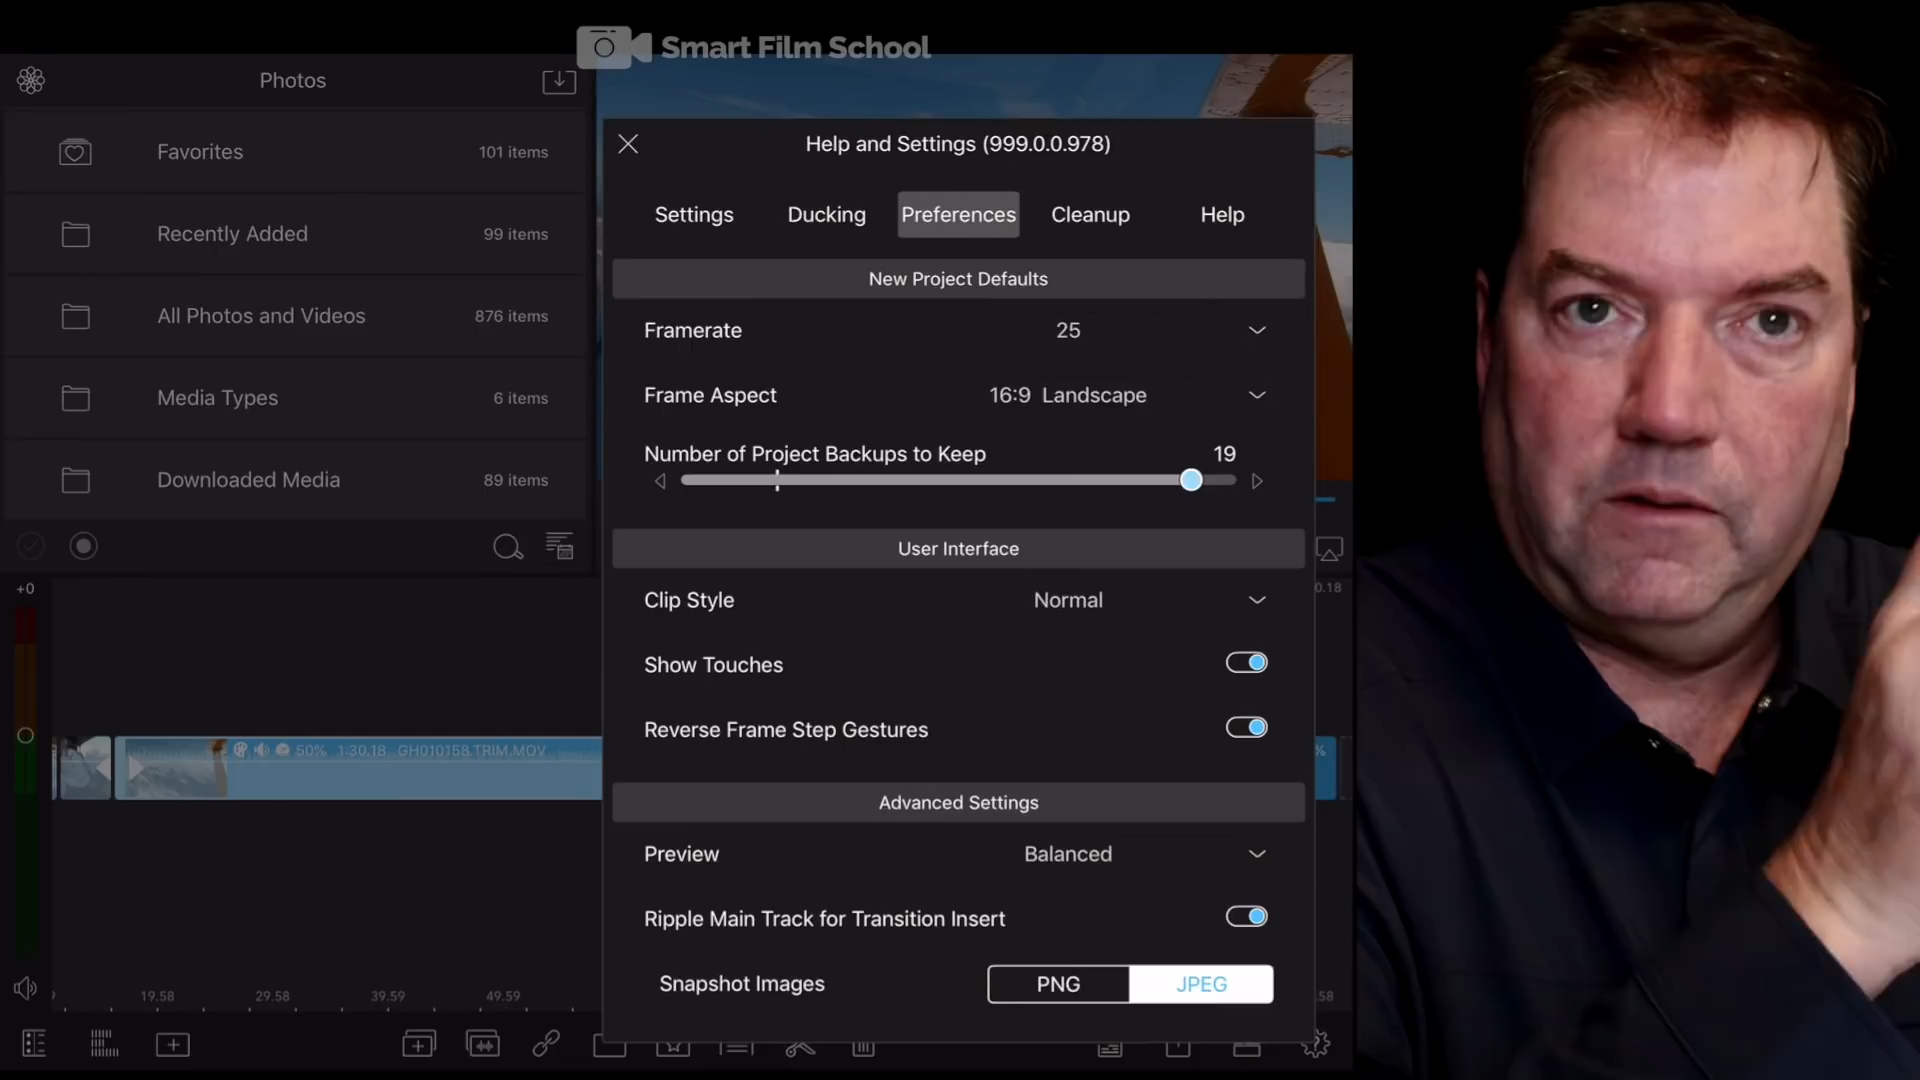 Smart Film School
Photos
Favorites 101 items
Recently Added 99 items
All Photos and Videos 876 items
Media Types 6 items
Downloaded Media 89 items
Help and Settings (999.0.0.978)
Settings Ducking Preferences Cleanup Help
New Project Defaults
Framerate 25
Frame Aspect 16:9 Landscape
Number of Project Backups to Keep 19
User Interface
Clip Style Normal
Show Touches
Reverse Frame Step Gestures
Advanced Settings
Preview Balanced
Ripple Main Track for Transition Insert
Snapshot Images PNG JPEG
+0
0.18
50% 1:30.18 GH010158.TRIM.MOV
%
19.58 29.58 39.59 49.59
.58